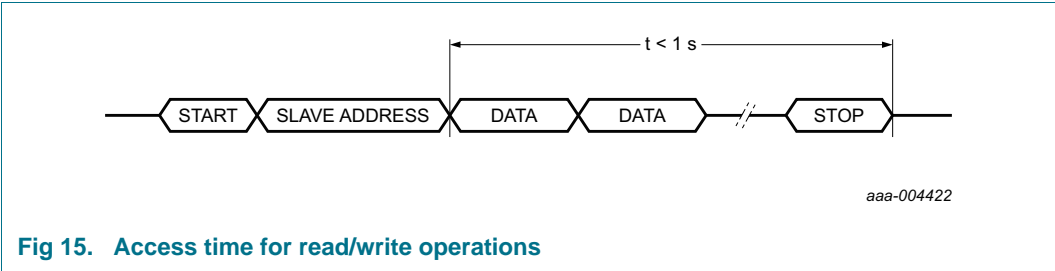 t < 1 s
START SLAVE ADDRESS DATA DATA STOP
aaa-004422
Fig 15. Access time for read/write operations